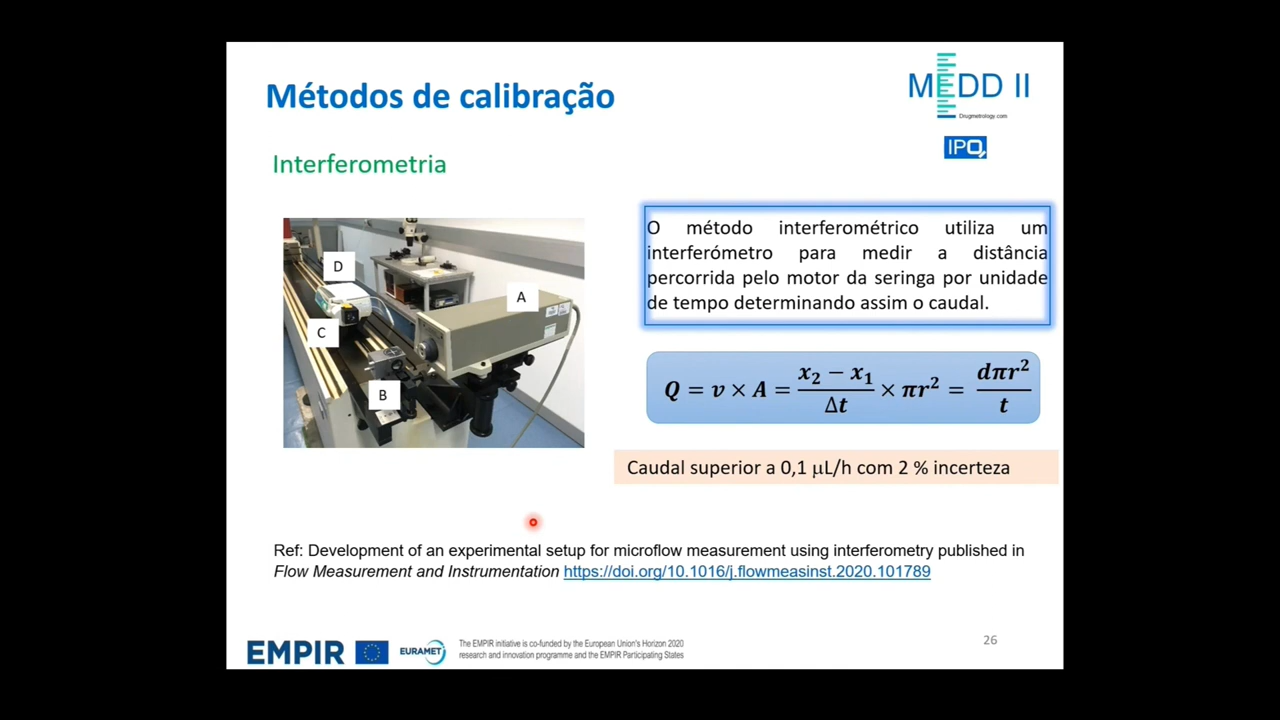 Métodos de calibração
MEDD II
Drugmetrology.com
IPQ
Interferometria
D
A
C
B
O método interferométrico utiliza um
interferómetro para medir a distância
percorrida pelo motor da seringa por unidade
de tempo determinando assim o caudal.
Q = v × A = (x₂ − x₁)/Δt × πr² = dπr²/t
Caudal superior a 0,1 µL/h com 2 % incerteza
Ref: Development of an experimental setup for microflow measurement using interferometry published in
Flow Measurement and Instrumentation https://doi.org/10.1016/j.flowmeasinst.2020.101789
EMPIR
EURAMET
The EMPIR initiative is co-funded by the European Union's Horizon 2020
research and innovation programme and the EMPIR Participating States
26